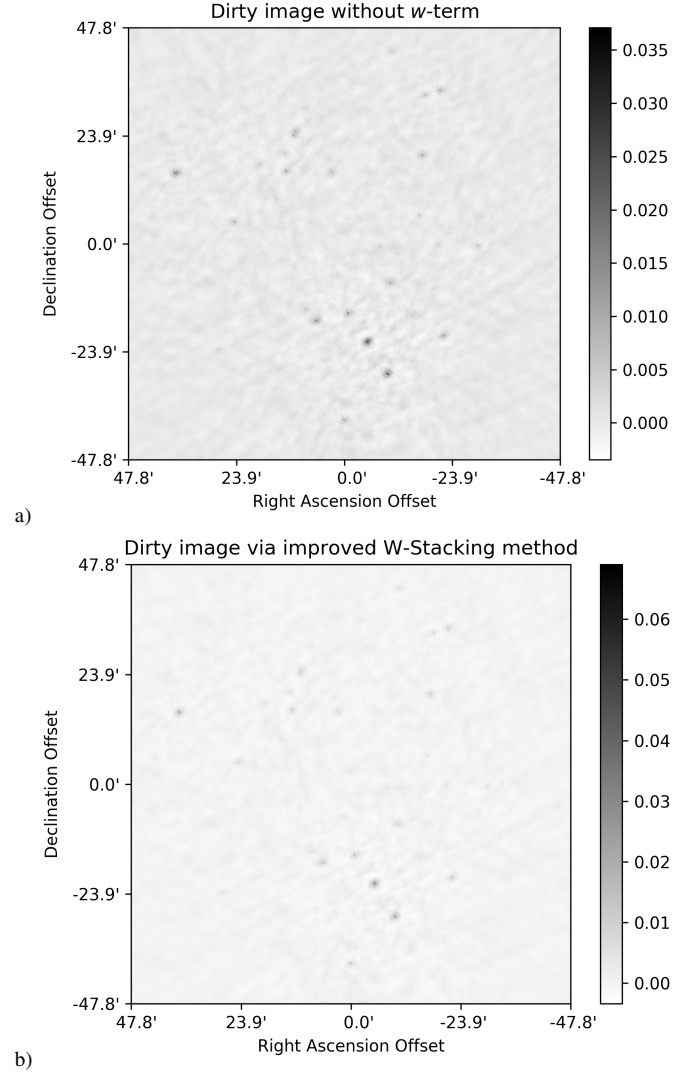 Dirty image without w-term
47.8'
23.9'
0.0'
-23.9'
-47.8'
Declination Offset
47.8' 23.9' 0.0' -23.9' -47.8'
Right Ascension Offset
0.035
0.030
0.025
0.020
0.015
0.010
0.005
0.000
a)
Dirty image via improved W-Stacking method
47.8'
23.9'
0.0'
-23.9'
-47.8'
Declination Offset
47.8' 23.9' 0.0' -23.9' -47.8'
Right Ascension Offset
0.06
0.05
0.04
0.03
0.02
0.01
0.00
b)